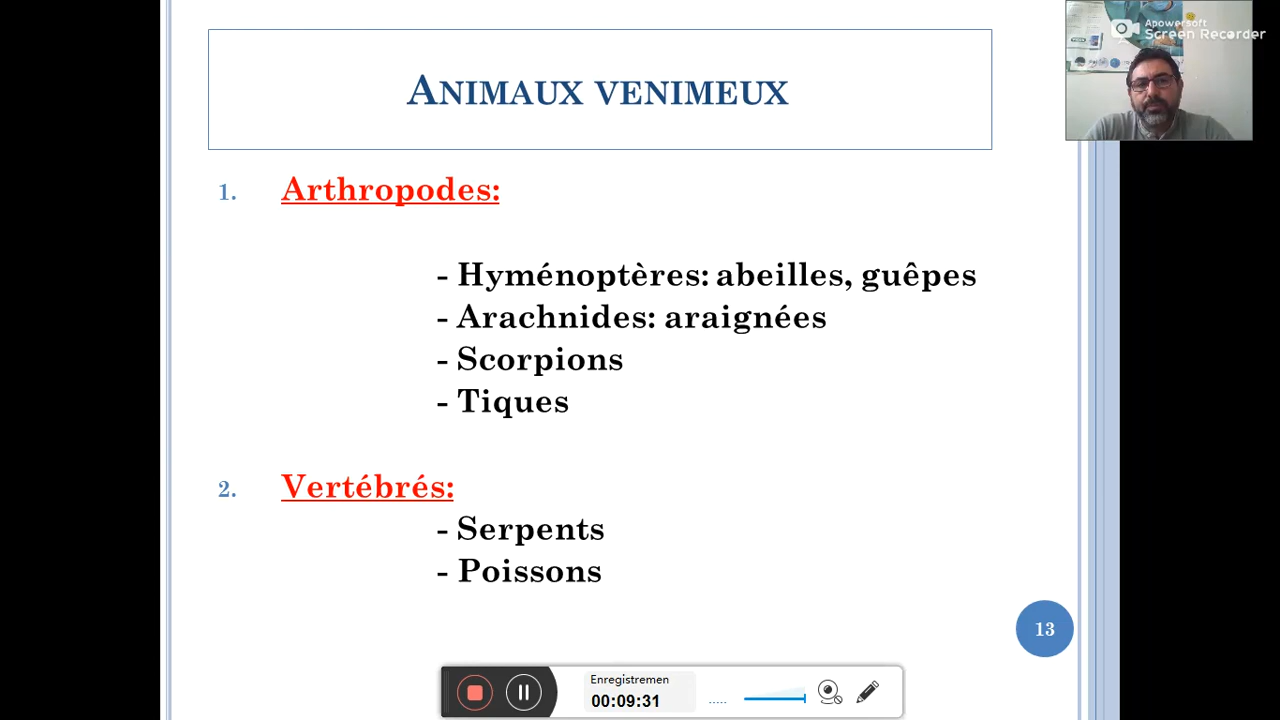 Apowersoft
Screen Recorder
ANIMAUX VENIMEUX
1. Arthropodes:
- Hyménoptères: abeilles, guêpes
- Arachnides: araignées
- Scorpions
- Tiques
2. Vertébrés:
- Serpents
- Poissons
13
Enregistremen
00:09:31